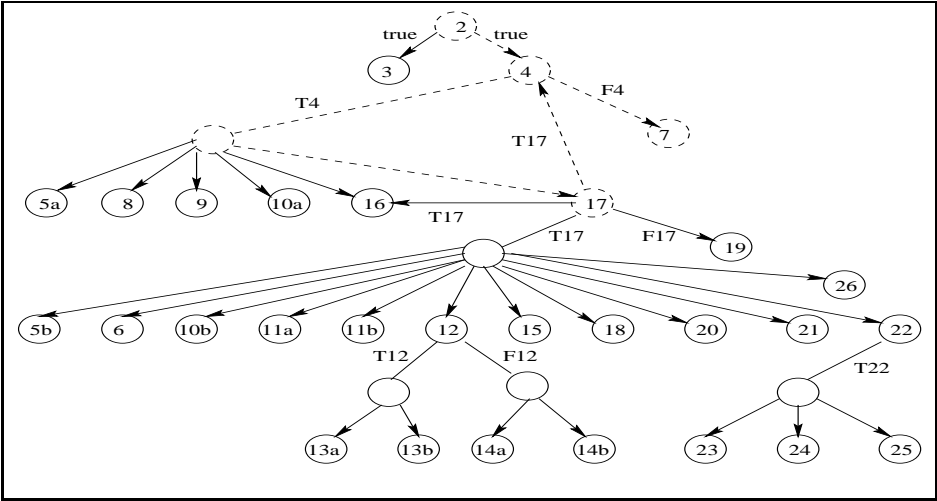 2
true true
3 4
T4 F4
7
T17
5a 8 9 10a 16 17
T17
T17 F17
19
26
5b 6 10b 11a 11b 12 15 18 20 21 22
T12 F12
T22
13a 13b 14a 14b 23 24 25